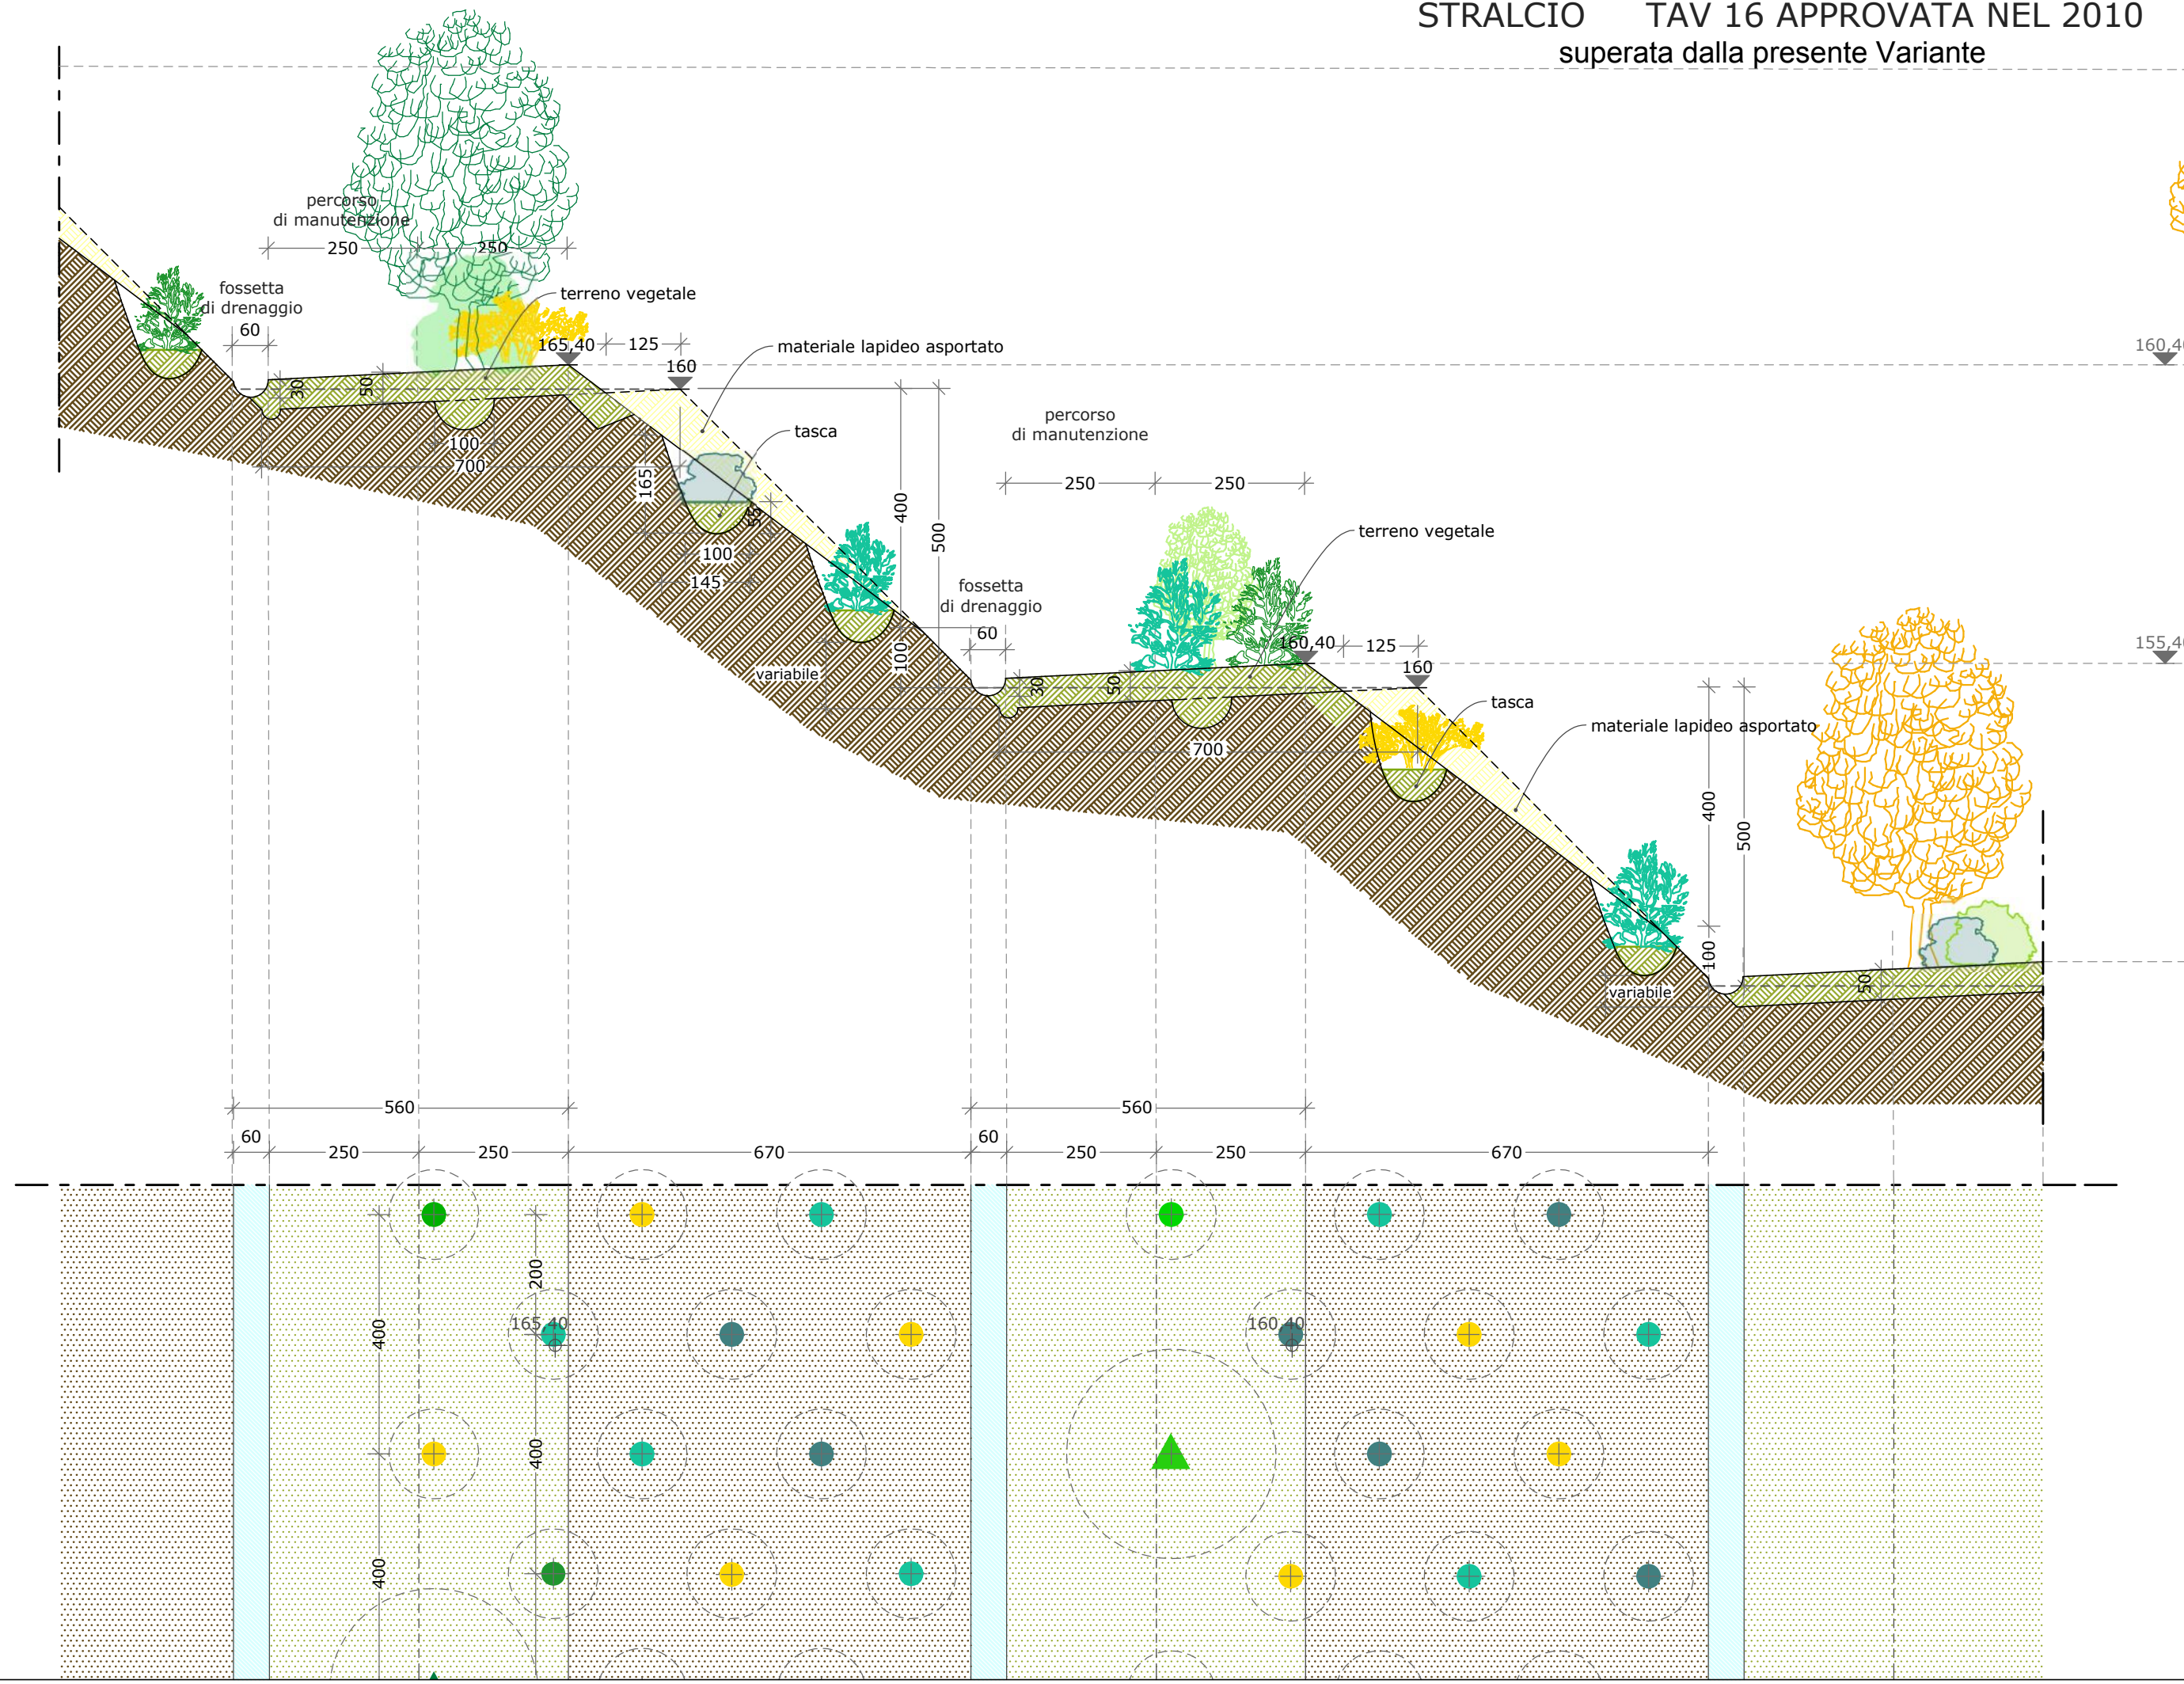 STRALCIO TAV 16 APPROVATA NEL 2010
superata dalla presente Variante
percorso
di manutenzione
250
250
fossetta
di drenaggio
60
terreno vegetale
165,40
125
160
materiale lapideo asportato
160,40
30
50
100
700
tasca
165
55
100
145
400
500
percorso
di manutenzione
250
250
terreno vegetale
fossetta
di drenaggio
60
100
variabile
160,40
125
160
155,40
30
50
700
tasca
materiale lapideo asportato
400
500
100
variabile
50
560
560
60
250
250
670
60
250
250
670
200
400
165,40
160,40
400
400